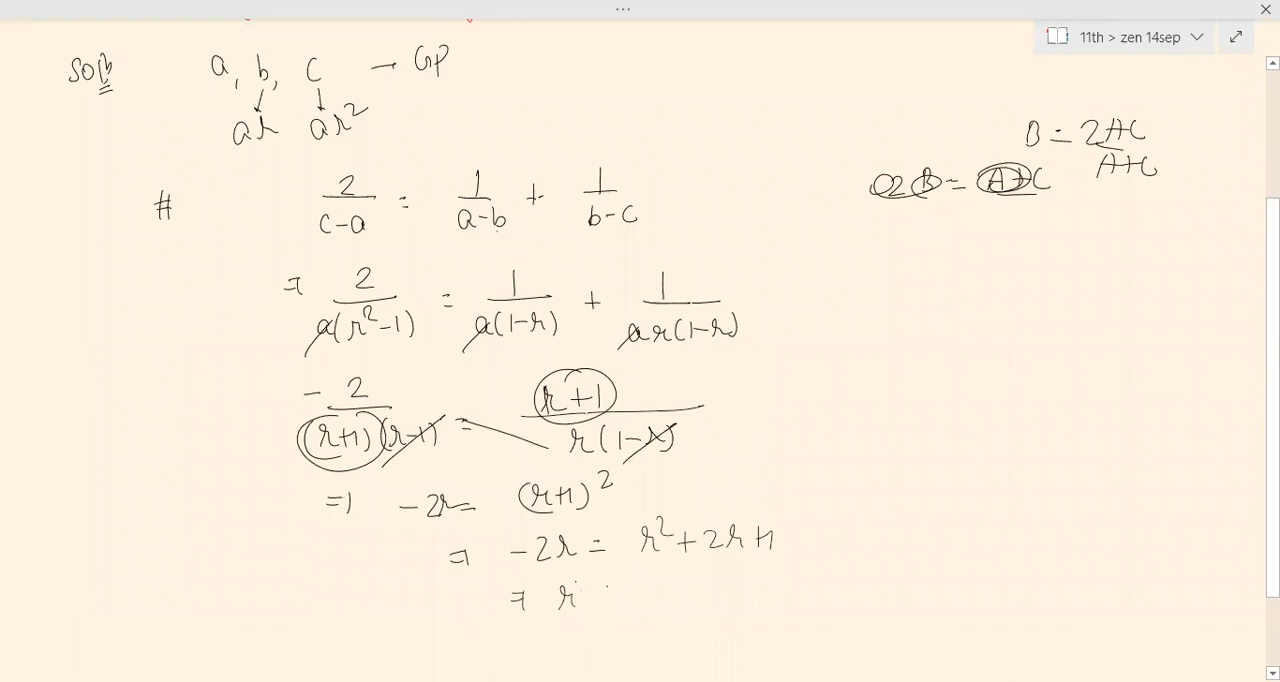 ...
11th > zen 14sep
Soln a, b, c → GP
ar ar²
B = 2AC/A+C
2B = A+C
# 2/c-a = 1/a-b + 1/b-c
⇒ 2/a(r²-1) = 1/a(1-r) + 1/ar(1-r)
-2/(r+1)(r-1) = r+1/r(1-r)
⇒ -2r = (r+1)²
⇒ -2r = r²+2r+1
⇒ r